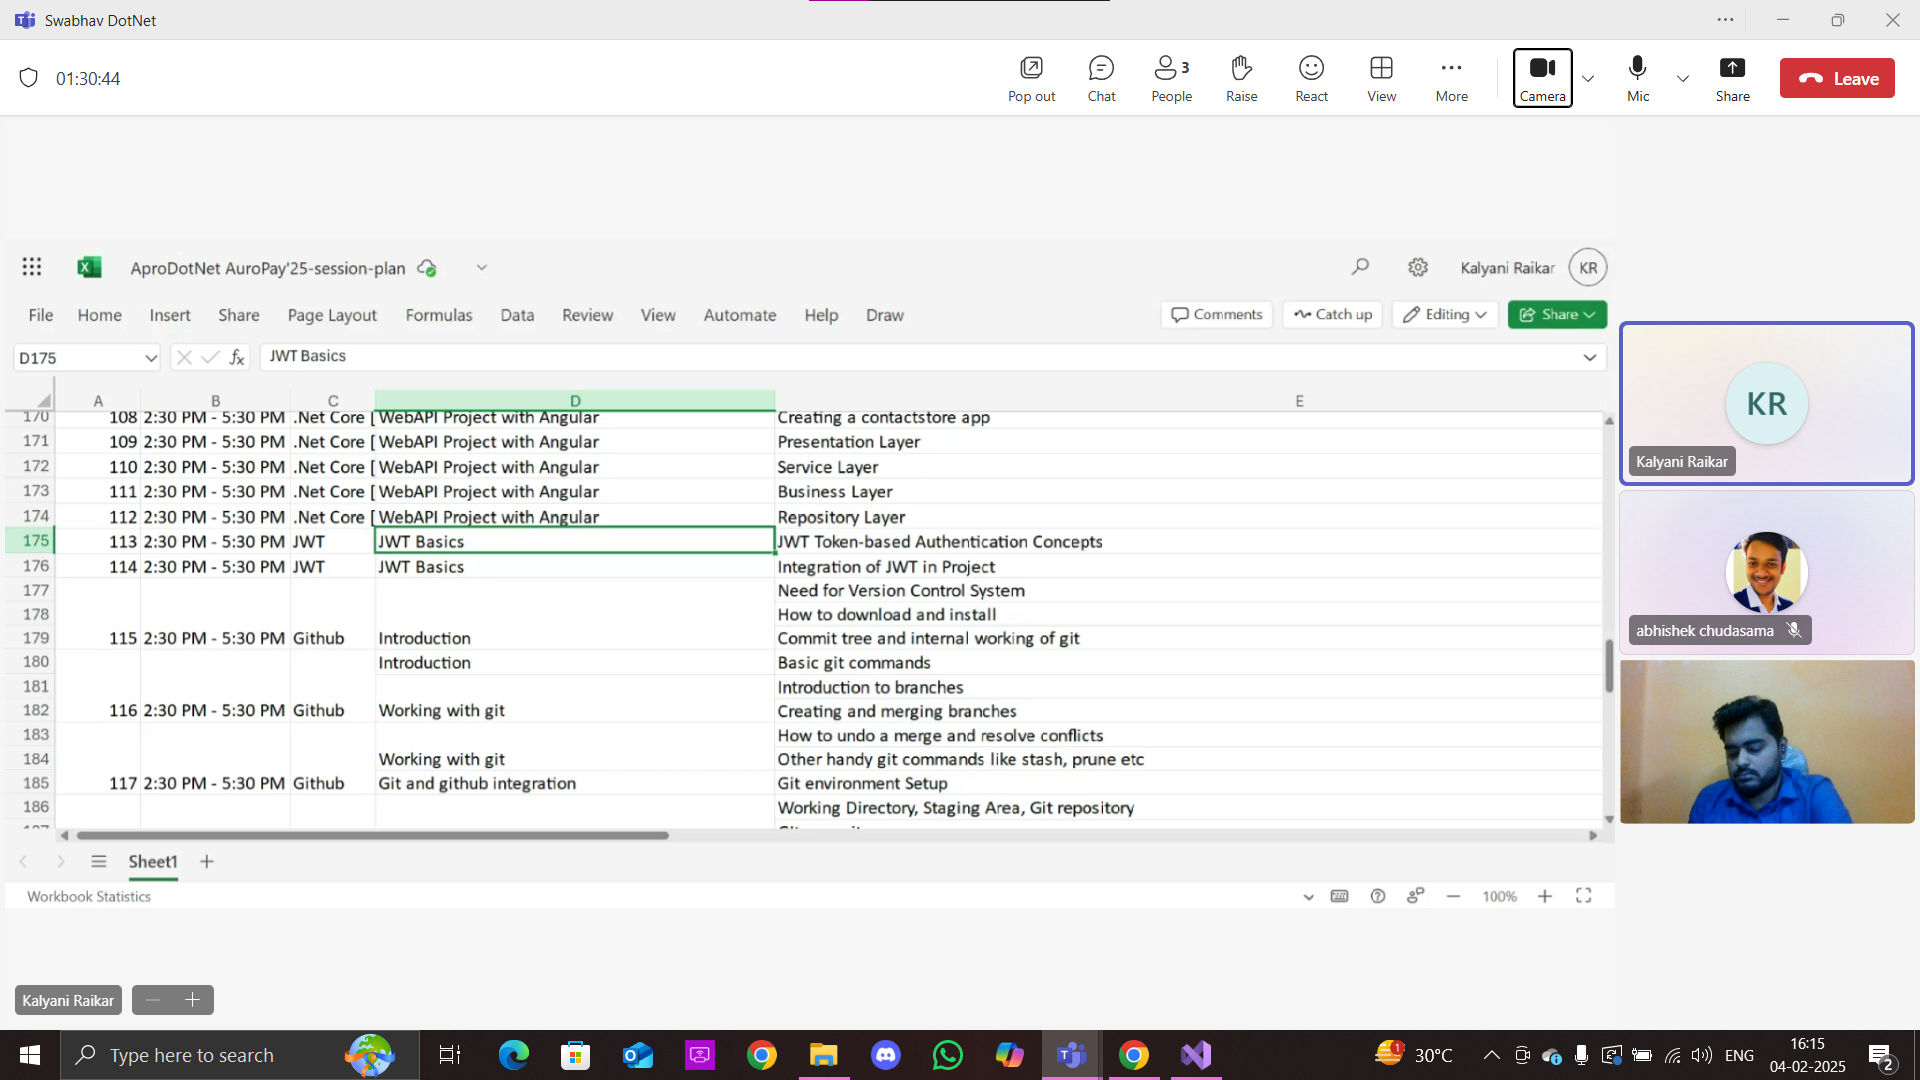 Swabhav DotNet
01:30:44
Pop out
Chat
People
3
Raise
React
View
More
Camera
Mic
Share
Leave
AproDotNet AuroPay'25-session-plan
Kalyani Raikar
KR
File Home Insert Share Page Layout Formulas Data Review View Automate Help Draw
Comments
Catch up
Editing
Share
D175
fx
JWT Basics
A B C D E
170 108 2:30 PM - 5:30 PM .Net Core [ WebAPI Project with Angular Creating a contactstore app
171 109 2:30 PM - 5:30 PM .Net Core [ WebAPI Project with Angular Presentation Layer
172 110 2:30 PM - 5:30 PM .Net Core [ WebAPI Project with Angular Service Layer
173 111 2:30 PM - 5:30 PM .Net Core [ WebAPI Project with Angular Business Layer
174 112 2:30 PM - 5:30 PM .Net Core [ WebAPI Project with Angular Repository Layer
175 113 2:30 PM - 5:30 PM JWT JWT Basics JWT Token-based Authentication Concepts
176 114 2:30 PM - 5:30 PM JWT JWT Basics Integration of JWT in Project
177 Need for Version Control System
178 How to download and install
179 115 2:30 PM - 5:30 PM Github Introduction Commit tree and internal working of git
180 Introduction Basic git commands
181 Introduction to branches
182 116 2:30 PM - 5:30 PM Github Working with git Creating and merging branches
183 How to undo a merge and resolve conflicts
184 Working with git Other handy git commands like stash, prune etc
185 117 2:30 PM - 5:30 PM Github Git and github integration Git environment Setup
186 Working Directory, Staging Area, Git repository
Sheet1
Workbook Statistics
100%
KR
Kalyani Raikar
abhishek chudasama
Kalyani Raikar
Type here to search
1
30°C
ENG
16:15
04-02-2025
2